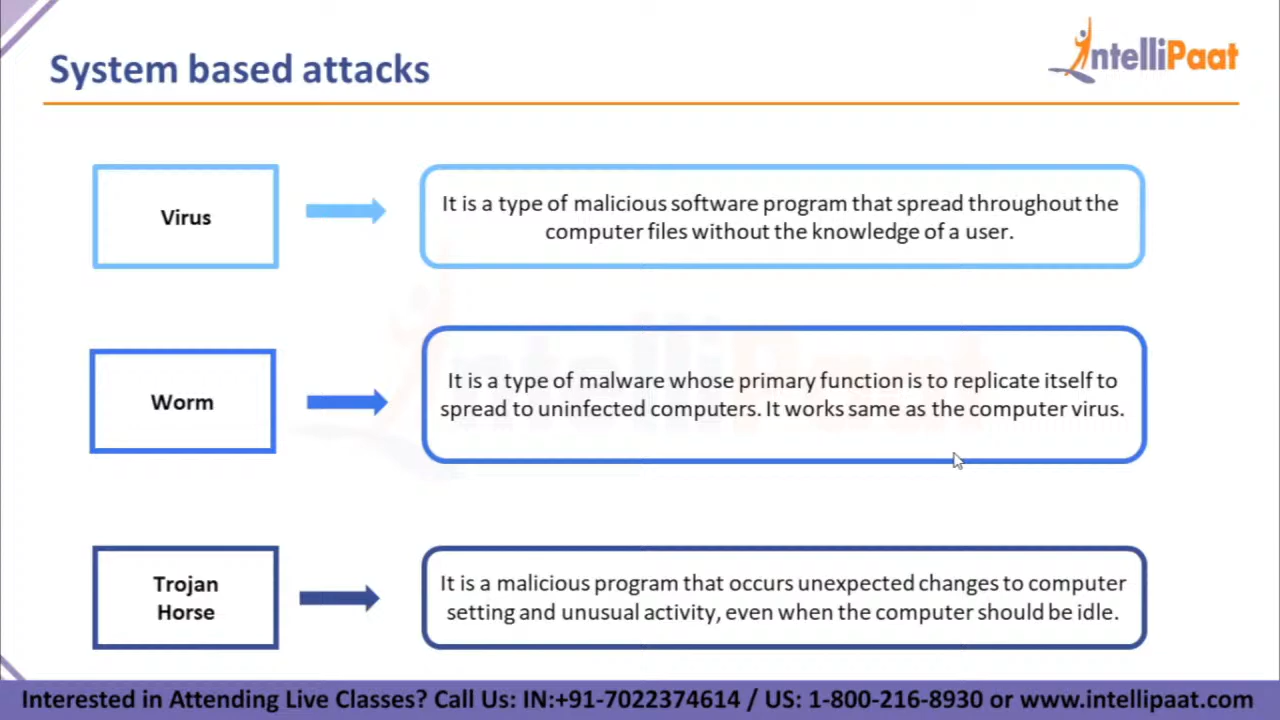 System based attacks
IntelliPaat
Virus
It is a type of malicious software program that spread throughout the
computer files without the knowledge of a user.
Worm
It is a type of malware whose primary function is to replicate itself to
spread to uninfected computers. It works same as the computer virus.
Trojan
Horse
It is a malicious program that occurs unexpected changes to computer
setting and unusual activity, even when the computer should be idle.
Interested in Attending Live Classes? Call Us: IN:+91-7022374614 / US: 1-800-216-8930 or www.intellipaat.com